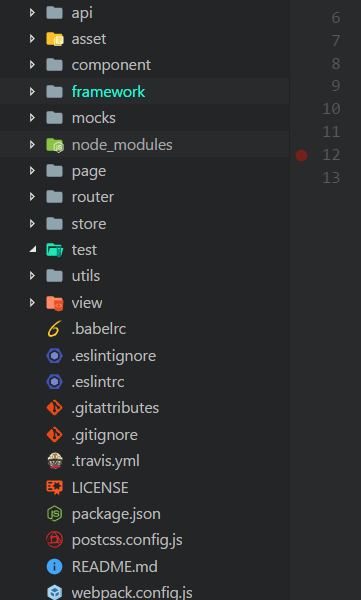 api
asset
component
framework
mocks
node_modules
page
router
store
test
utils
view
.babelrc
.eslintignore
.eslintrc
.gitattributes
.gitignore
.travis.yml
LICENSE
package.json
postcss.config.js
README.md
webpack.config.js
6
7
8
9
10
11
12
13